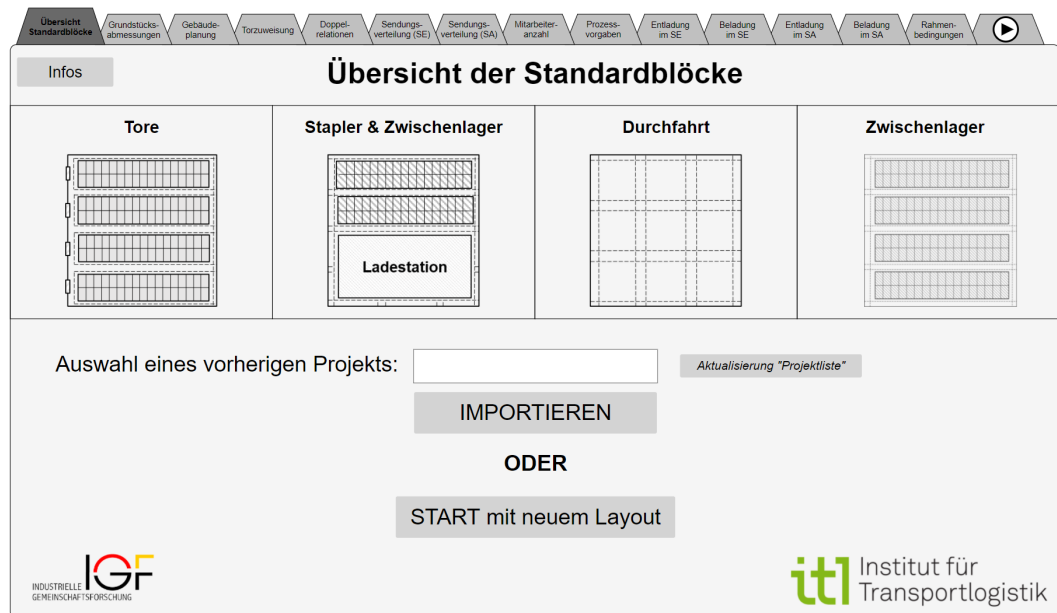 Übersicht
Standardblöcke
Grundstücks-
abmessungen
Gebäude-
planung
Torzuweisung
Doppel-
relationen
Sendungs-
verteilung (SE)
Sendungs-
verteilung (SA)
Mitarbeiter-
anzahl
Prozess-
vorgaben
Entladung
im SE
Beladung
im SE
Entladung
im SA
Beladung
im SA
Rahmen-
bedingungen
Infos
Übersicht der Standardblöcke
Tore
Stapler & Zwischenlager
Durchfahrt
Zwischenlager
Ladestation
Auswahl eines vorherigen Projekts:
Aktualisierung "Projektliste"
IMPORTIEREN
ODER
START mit neuem Layout
INDUSTRIELLE IGF
GEMEINSCHAFTSFORSCHUNG
itl Institut für
Transportlogistik